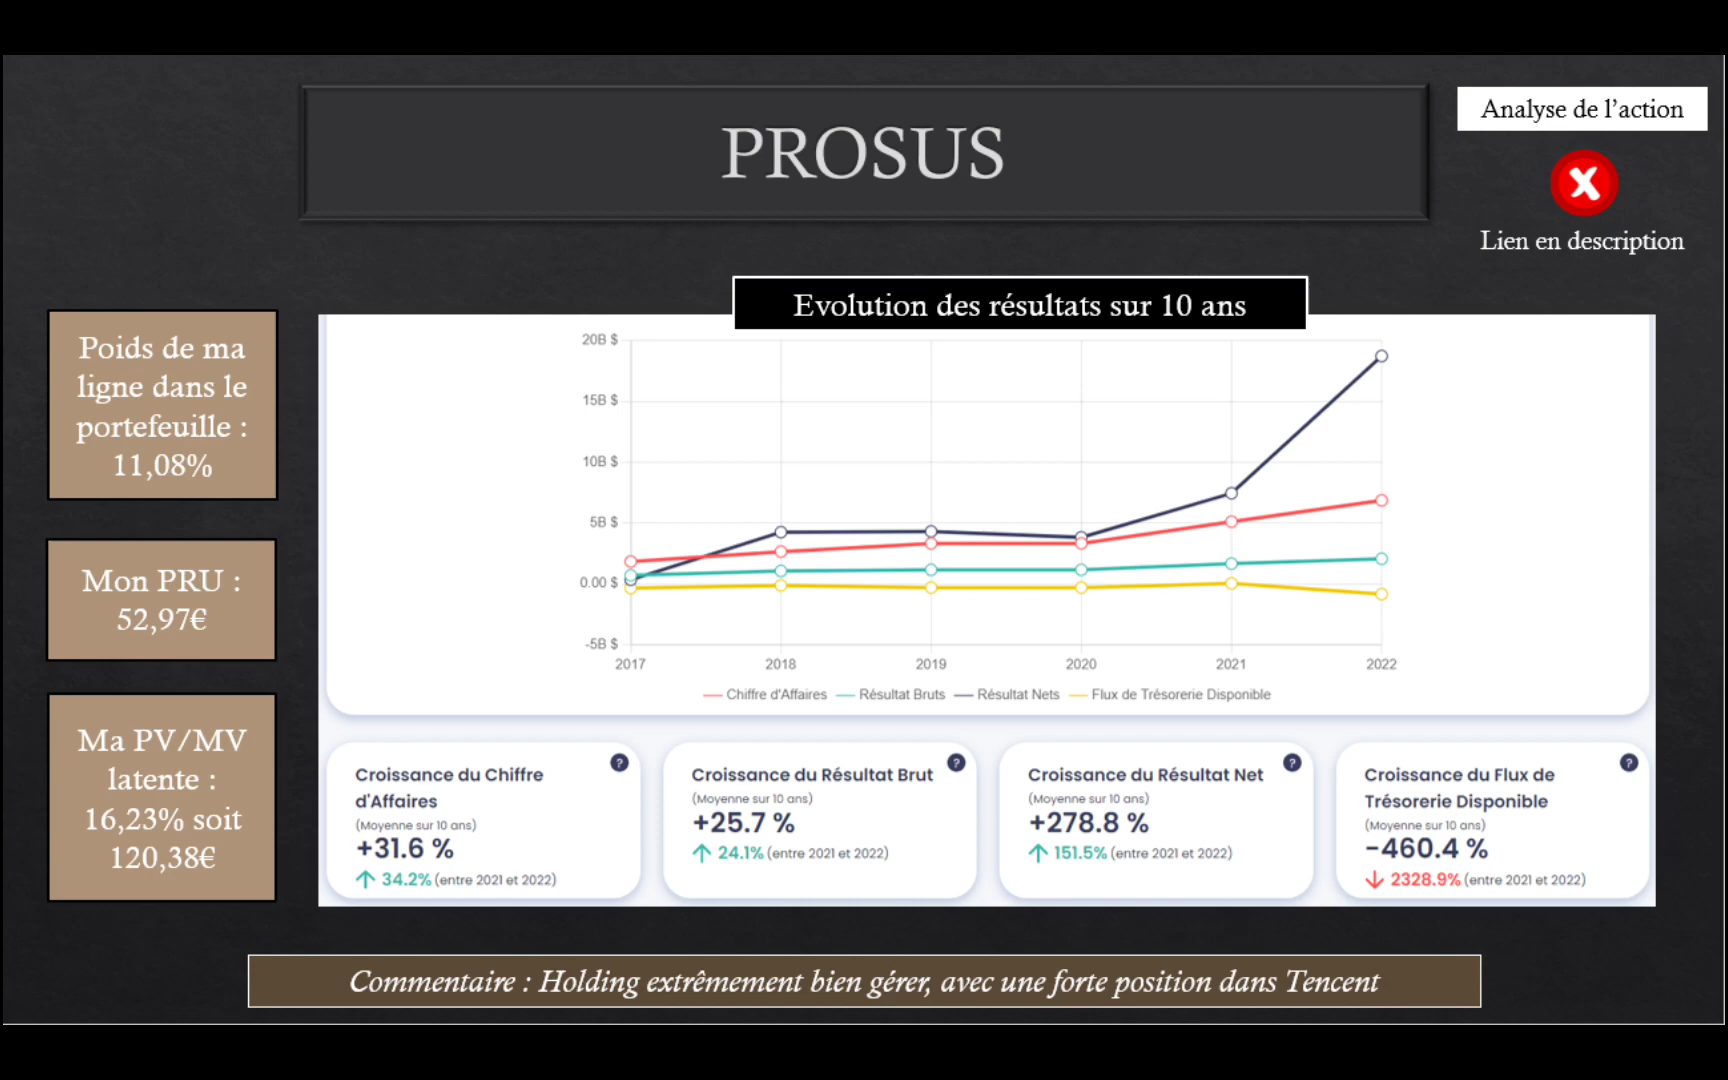 PROSUS
Analyse de l’action
Lien en description
Poids de ma
ligne dans le
portefeuille :
11,08%
Mon PRU :
52,97€
Ma PV/MV
latente :
16,23% soit
120,38€
Evolution des résultats sur 10 ans
20B $
15B $
10B $
5B $
0.00 $
-5B $
2017
2018
2019
2020
2021
2022
Chiffre d'Affaires
Résultat Bruts
Résultat Nets
Flux de Trésorerie Disponible
Croissance du Chiffre
d'Affaires
(Moyenne sur 10 ans)
+31.6 %
34.2% (entre 2021 et 2022)
?
Croissance du Résultat Brut
(Moyenne sur 10 ans)
+25.7 %
24.1% (entre 2021 et 2022)
?
Croissance du Résultat Net
(Moyenne sur 10 ans)
+278.8 %
151.5% (entre 2021 et 2022)
?
Croissance du Flux de
Trésorerie Disponible
(Moyenne sur 10 ans)
-460.4 %
2328.9% (entre 2021 et 2022)
?
Commentaire : Holding extrêmement bien gérer, avec une forte position dans Tencent